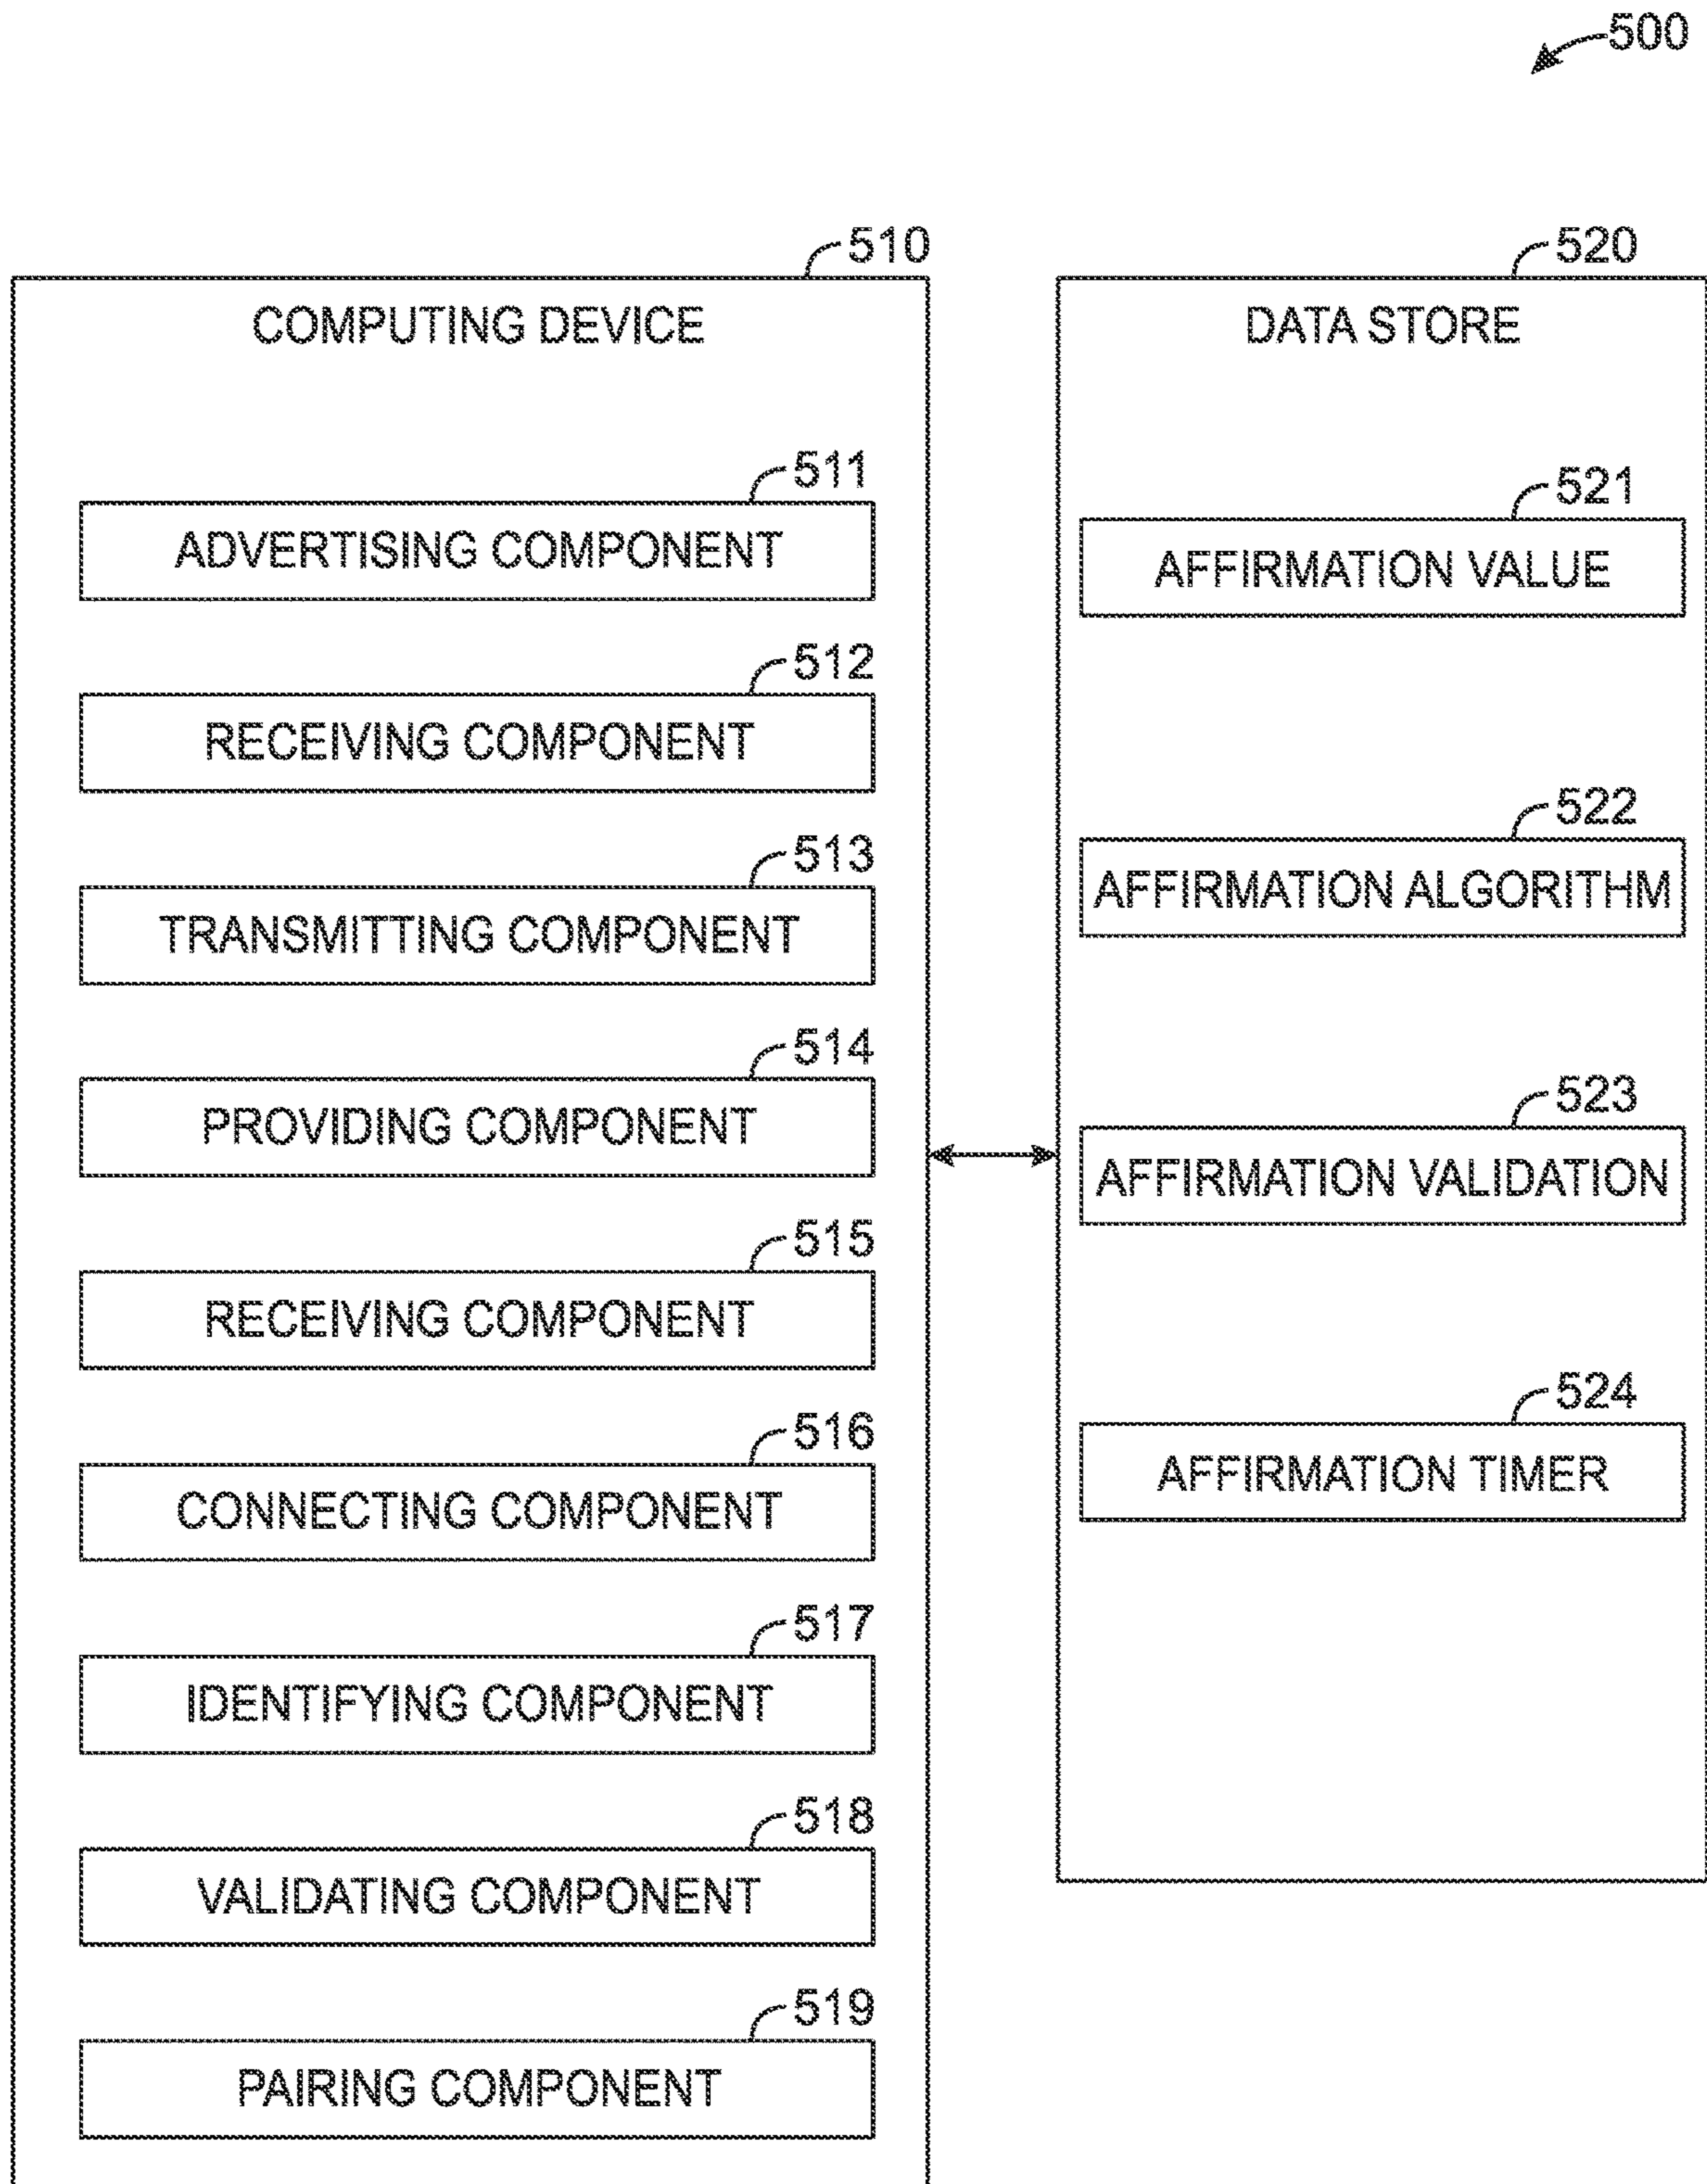 500
510
COMPUTING DEVICE
511
ADVERTISING COMPONENT
512
RECEIVING COMPONENT
513
TRANSMITTING COMPONENT
514
PROVIDING COMPONENT
515
RECEIVING COMPONENT
516
CONNECTING COMPONENT
517
IDENTIFYING COMPONENT
518
VALIDATING COMPONENT
519
PAIRING COMPONENT
520
DATA STORE
521
AFFIRMATION VALUE
522
AFFIRMATION ALGORITHM
523
AFFIRMATION VALIDATION
524
AFFIRMATION TIMER